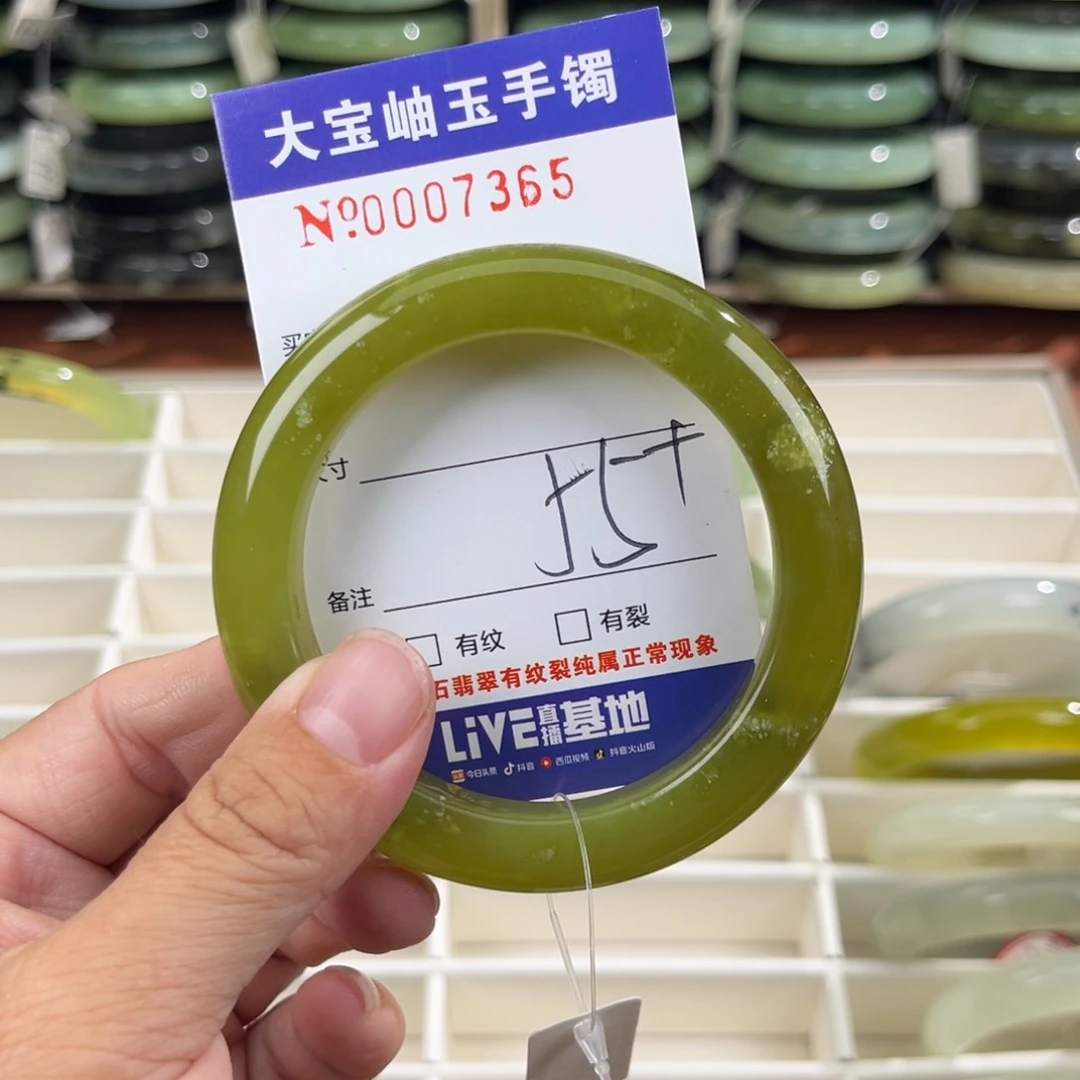 大宝岫玉手镯
Nº0007365
买
寸
备注
有纹 有裂
石翡翠有纹裂纯属正常现象
LiVE直播基地
今日头条 抖音 西瓜视频 抖音火山版